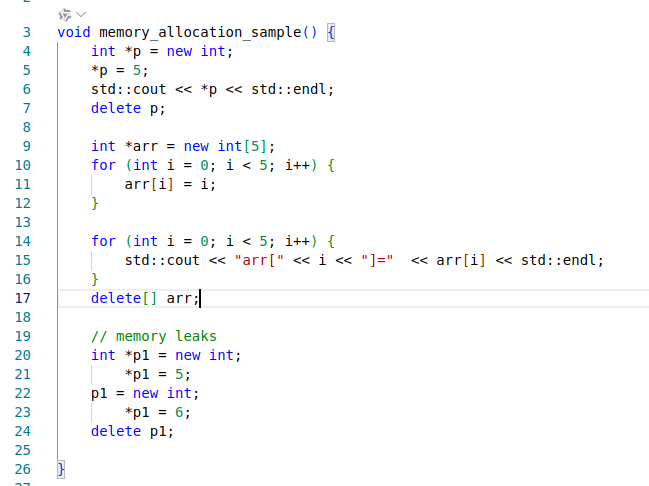 3 void memory_allocation_sample() {
4     int *p = new int;
5     *p = 5;
6     std::cout << *p << std::endl;
7     delete p;
8
9     int *arr = new int[5];
10     for (int i = 0; i < 5; i++) {
11         arr[i] = i;
12     }
13
14     for (int i = 0; i < 5; i++) {
15         std::cout << "arr[" << i << "]="  << arr[i] << std::endl;
16     }
17     delete[] arr;
18
19     // memory leaks
20     int *p1 = new int;
21         *p1 = 5;
22     p1 = new int;
23         *p1 = 6;
24     delete p1;
25
26 }